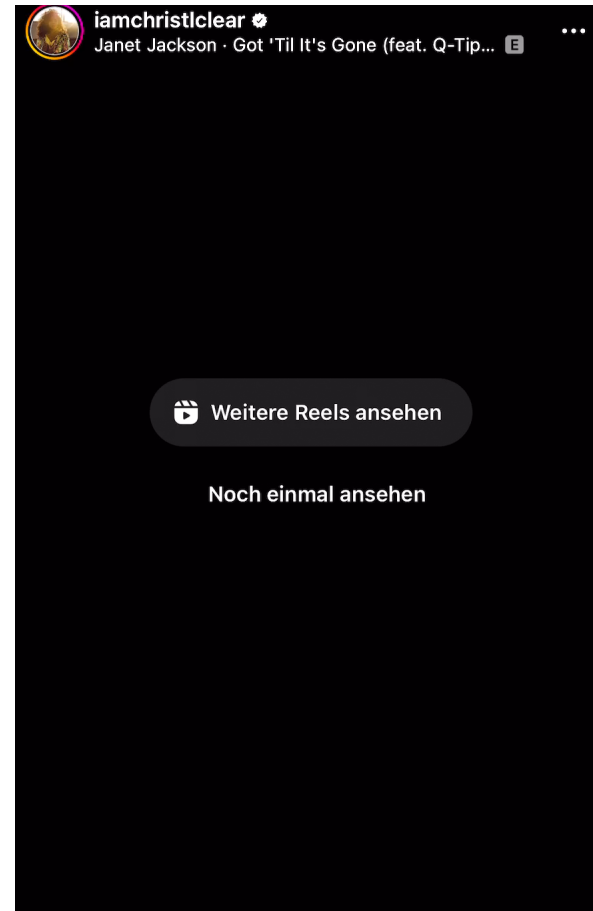 iamchristlclear
Janet Jackson · Got 'Til It's Gone (feat. Q-Tip... E
Weitere Reels ansehen
Noch einmal ansehen